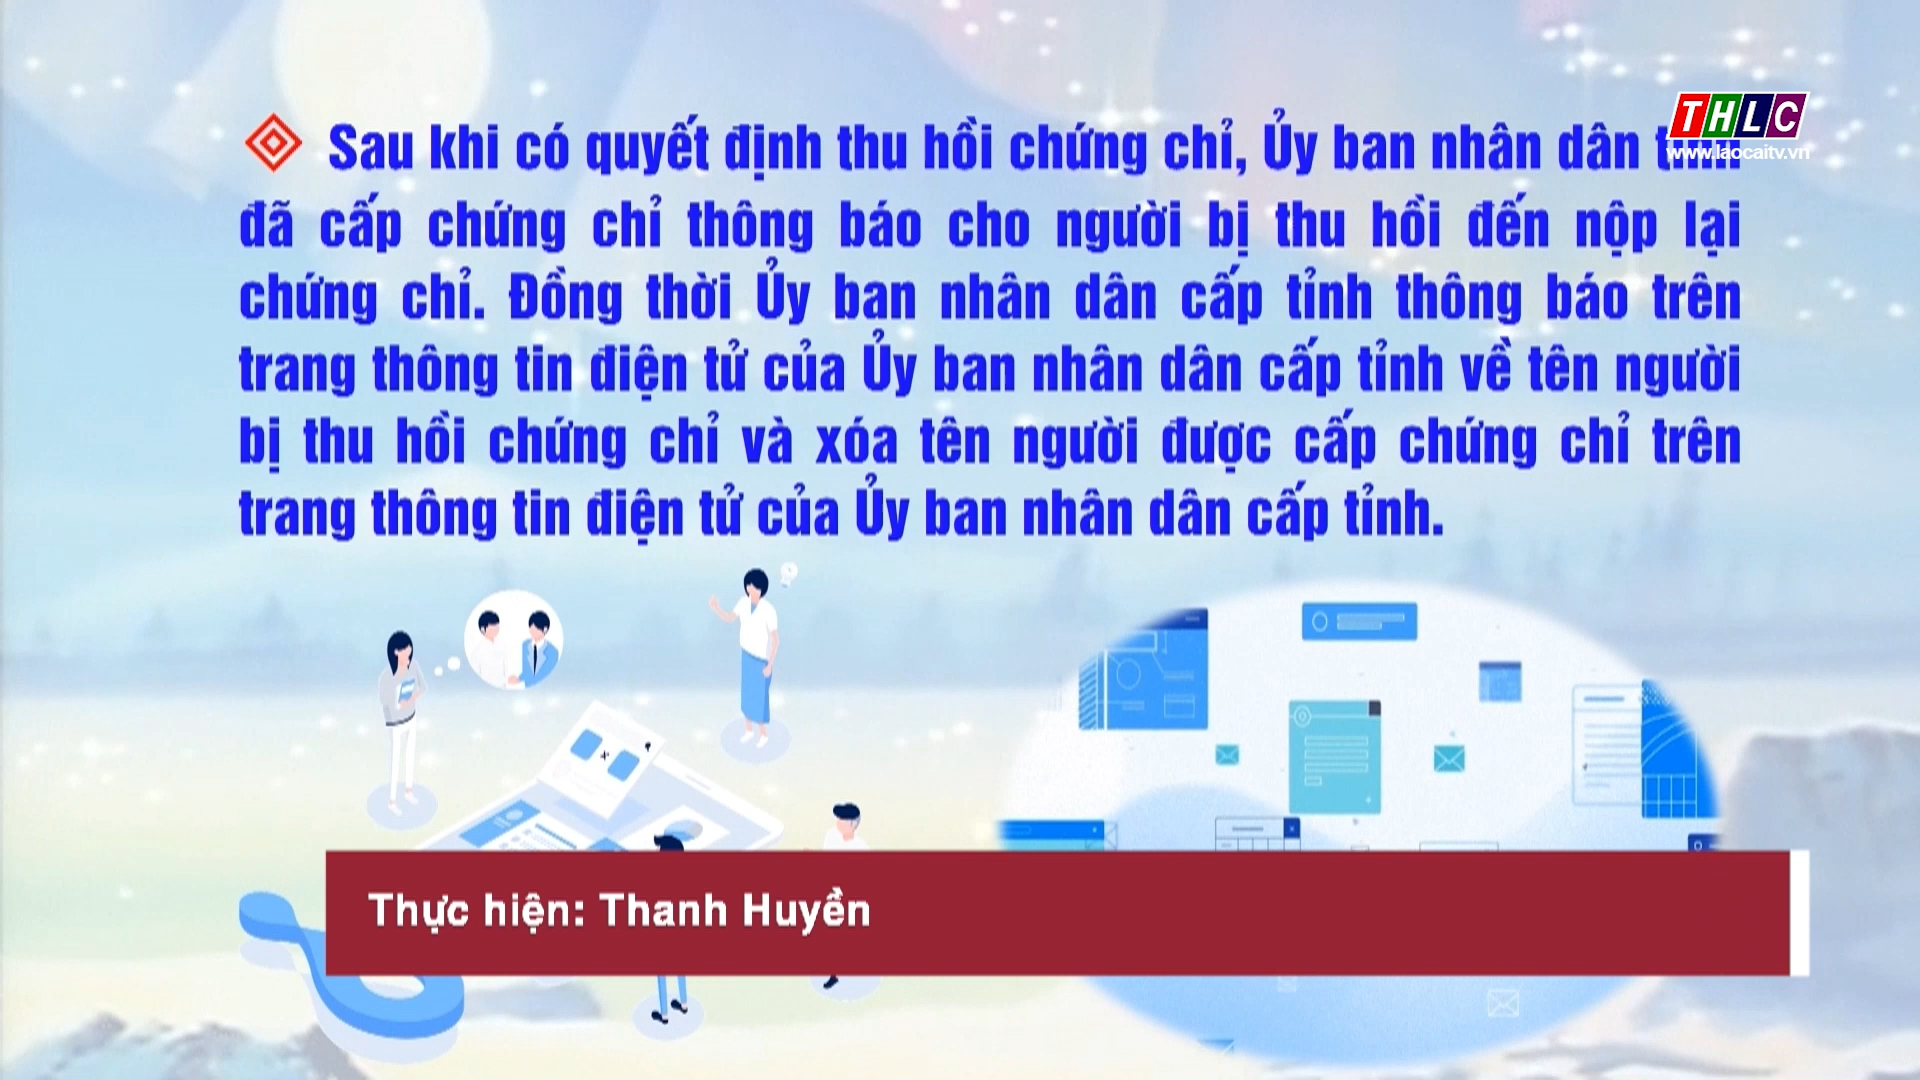 THLC
www.laocaitv.vn
Sau khi có quyết định thu hồi chứng chỉ, Ủy ban nhân dân tỉnh
đã cấp chứng chỉ thông báo cho người bị thu hồi đến nộp lại
chứng chỉ. Đồng thời Ủy ban nhân dân cấp tỉnh thông báo trên
trang thông tin điện tử của Ủy ban nhân dân cấp tỉnh về tên người
bị thu hồi chứng chỉ và xóa tên người được cấp chứng chỉ trên
trang thông tin điện tử của Ủy ban nhân dân cấp tỉnh.
Thực hiện: Thanh Huyền